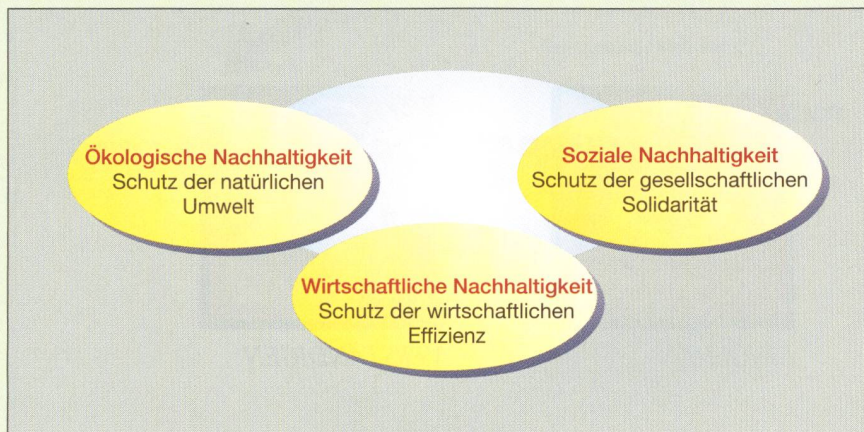 Ökologische Nachhaltigkeit
Schutz der natürlichen
Umwelt
Soziale Nachhaltigkeit
Schutz der gesellschaftlichen
Solidarität
Wirtschaftliche Nachhaltigkeit
Schutz der wirtschaftlichen
Effizienz